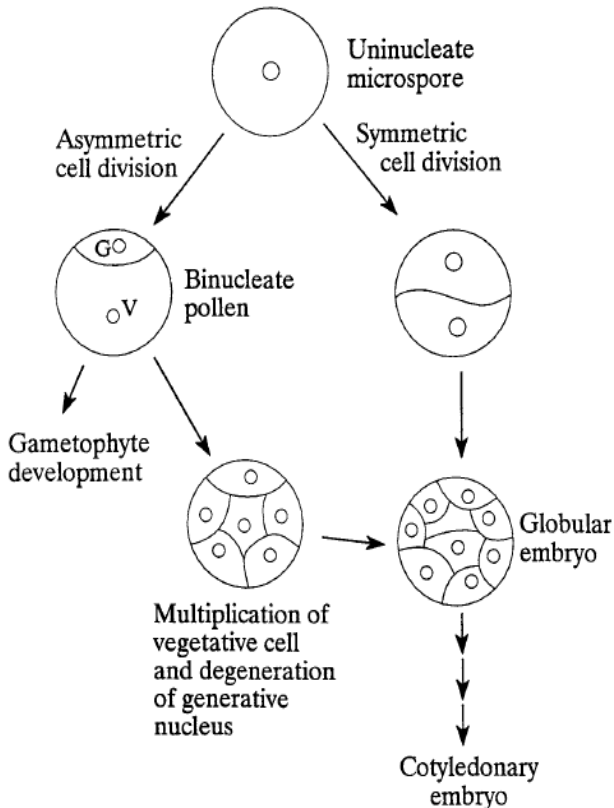 Uninucleate
microspore
Asymmetric
cell division
Symmetric
cell division
G
V
Binucleate
pollen
Gametophyte
development
Globular
embryo
Multiplication of
vegetative cell
and degeneration
of generative
nucleus
Cotyledonary
embryo